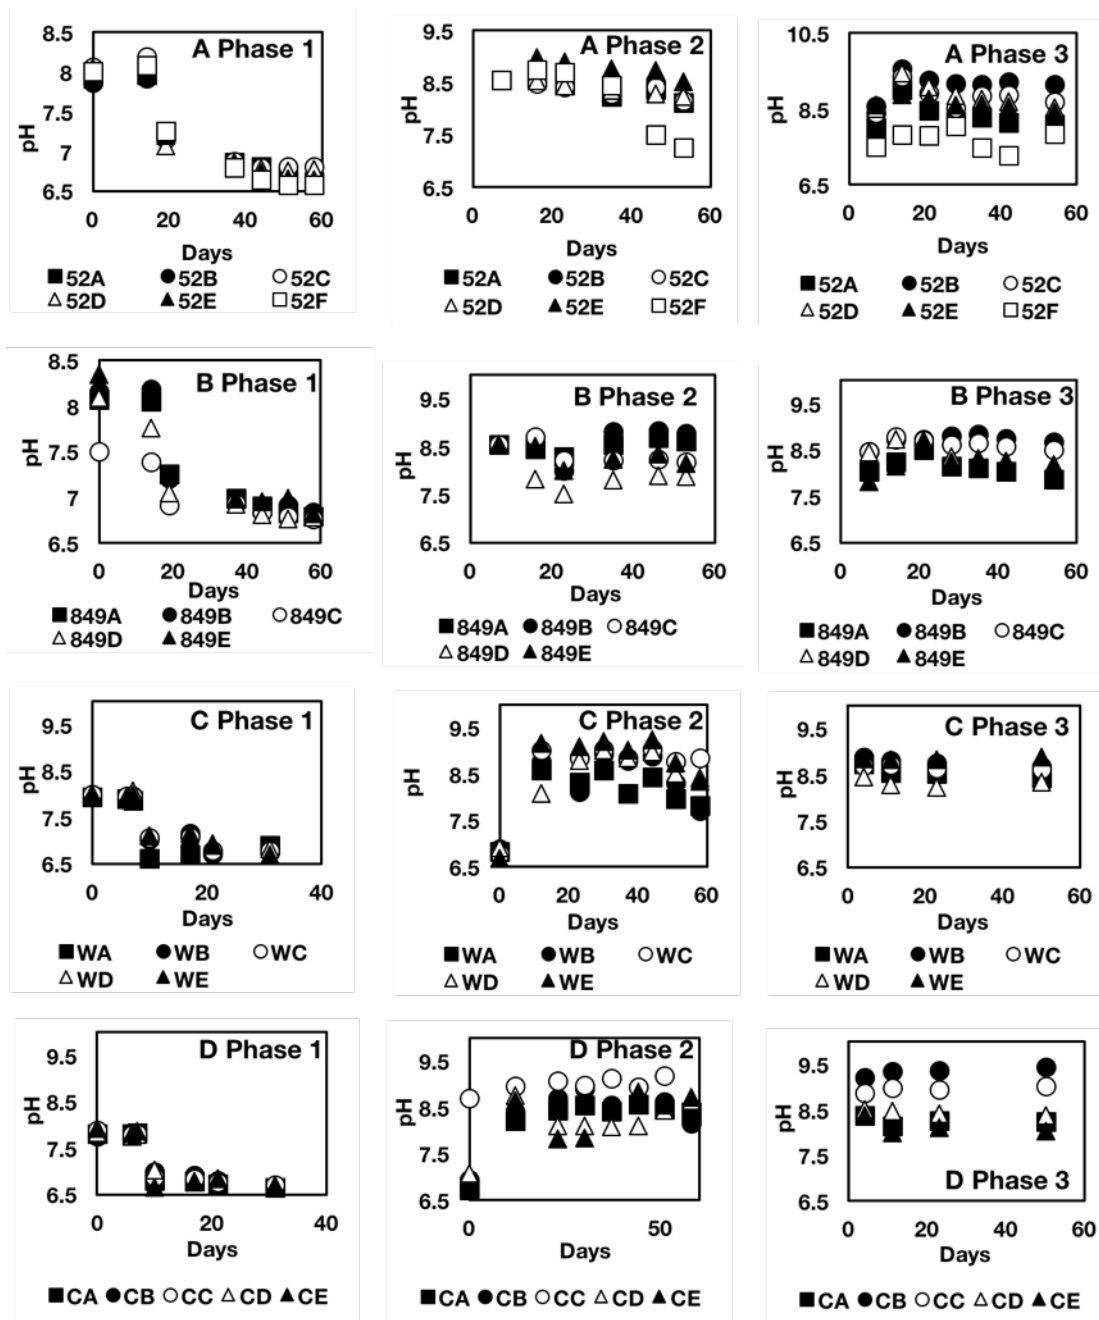 A Phase 1
8.5
8
7.5
7
6.5
pH
0 20 40 60
Days
52A 52B 52C
52D 52E 52F
A Phase 2
9.5
8.5
7.5
6.5
pH
0 20 40 60
Days
52A 52B 52C
52D 52E 52F
A Phase 3
10.5
8.5
6.5
pH
0 20 40 60
Days
52A 52B 52C
52D 52E 52F
B Phase 1
8.5
8
7.5
7
6.5
pH
0 20 40 60
Days
849A 849B 849C
849D 849E
B Phase 2
9.5
8.5
7.5
6.5
pH
0 20 40 60
Days
849A 849B 849C
849D 849E
B Phase 3
9.5
8.5
7.5
6.5
pH
0 20 40 60
Days
849A 849B 849C
849D 849E
C Phase 1
9.5
8.5
7.5
6.5
pH
0 20 40
Days
WA WB WC
WD WE
C Phase 2
9.5
8.5
7.5
6.5
pH
0 20 40 60
Days
WA WB WC
WD WE
C Phase 3
9.5
8.5
7.5
6.5
pH
0 20 40 60
Days
WA WB WC
WD WE
D Phase 1
9.5
8.5
7.5
6.5
pH
0 20 40
Days
CA CB CC CD CE
D Phase 2
9.5
8.5
7.5
6.5
pH
0 50
Days
CA CB CC CD CE
D Phase 3
9.5
8.5
7.5
6.5
pH
0 20 40 60
Days
CA CB CC CD CE